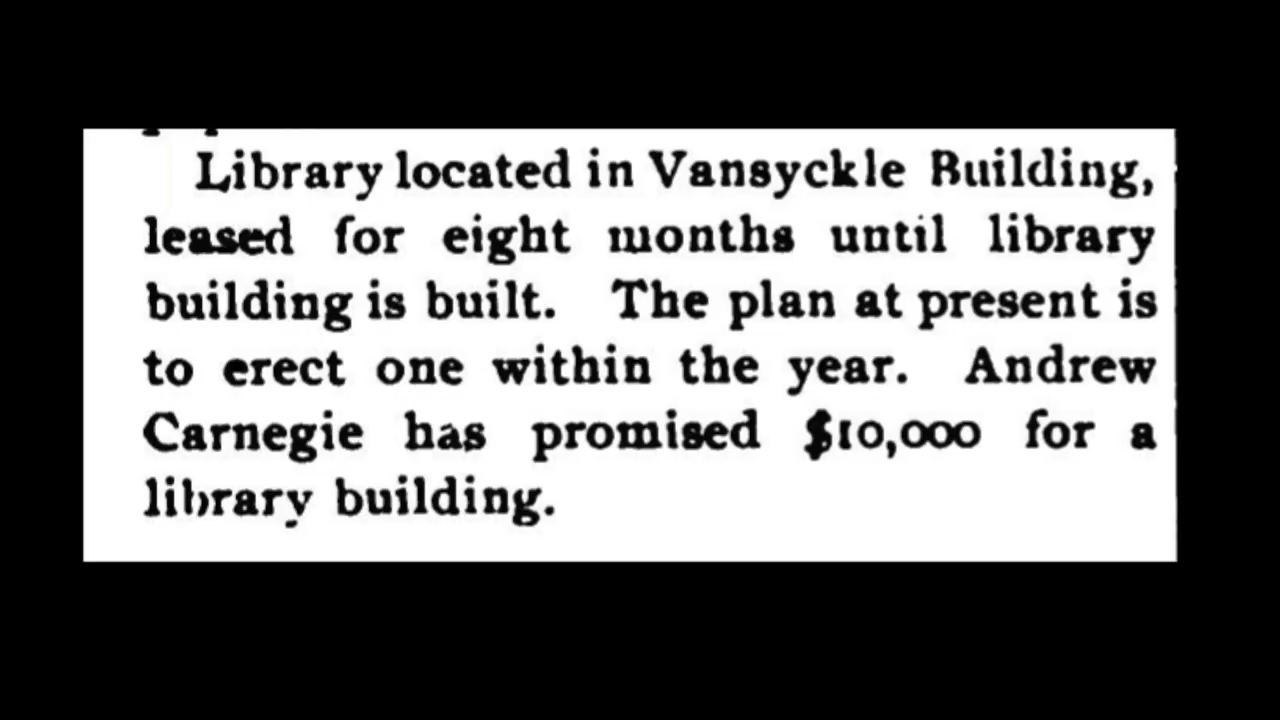 Library located in Vansyckle Building,
leased for eight months until library
building is built. The plan at present is
to erect one within the year. Andrew
Carnegie has promised $10,000 for a
library building.